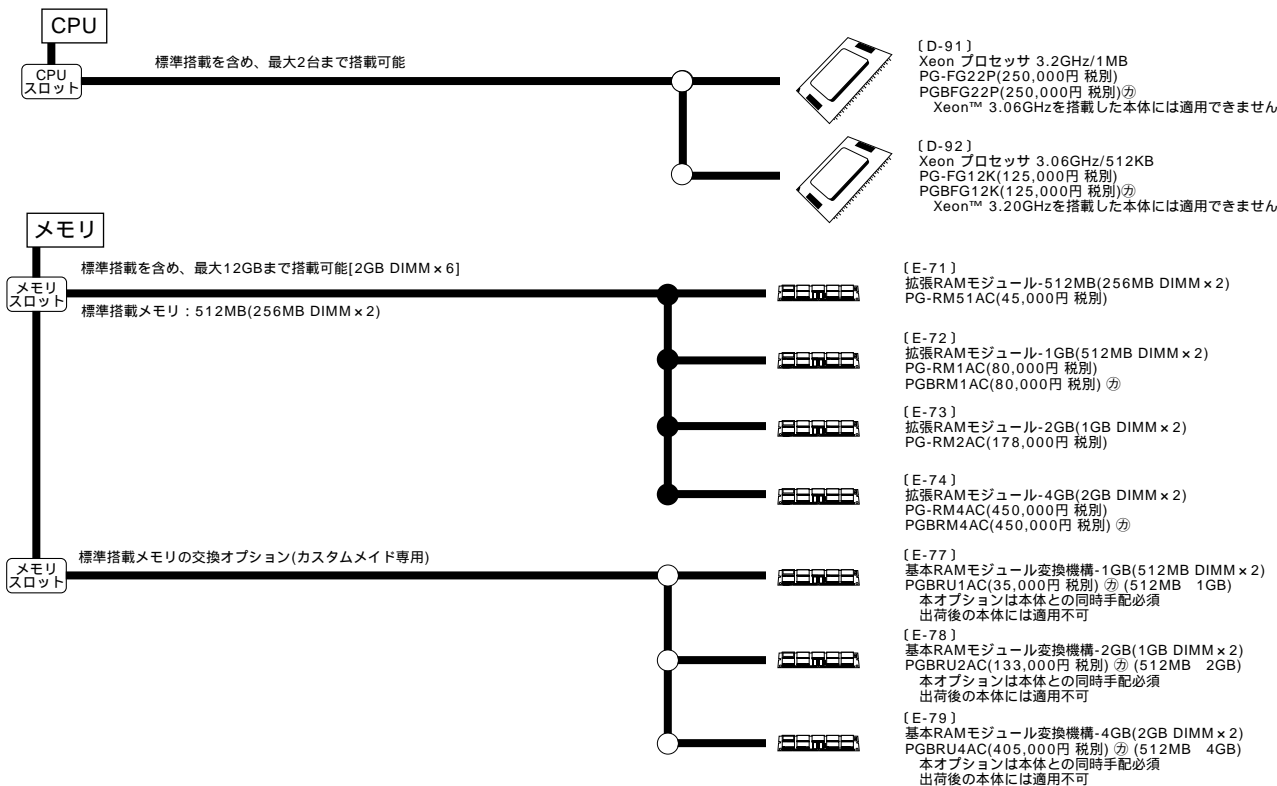 CPU
CPU
スロット
標準搭載を含め、最大2台まで搭載可能
〔D-91〕
Xeon プロセッサ 3.2GHz/1MB
PG-FG22P(250,000円 税別)
PGBFG22P(250,000円 税別)㋕
Xeon™ 3.06GHzを搭載した本体には適用できません
〔D-92〕
Xeon プロセッサ 3.06GHz/512KB
PG-FG12K(125,000円 税別)
PGBFG12K(125,000円 税別)㋕
Xeon™ 3.20GHzを搭載した本体には適用できません
メモリ
メモリ
スロット
標準搭載を含め、最大12GBまで搭載可能[2GB DIMM×6]
標準搭載メモリ：512MB(256MB DIMM×2)
〔E-71〕
拡張RAMモジュール-512MB(256MB DIMM×2)
PG-RM51AC(45,000円 税別)
〔E-72〕
拡張RAMモジュール-1GB(512MB DIMM×2)
PG-RM1AC(80,000円 税別)
PGBRM1AC(80,000円 税別) ㋕
〔E-73〕
拡張RAMモジュール-2GB(1GB DIMM×2)
PG-RM2AC(178,000円 税別)
〔E-74〕
拡張RAMモジュール-4GB(2GB DIMM×2)
PG-RM4AC(450,000円 税別)
PGBRM4AC(450,000円 税別) ㋕
メモリ
スロット
標準搭載メモリの交換オプション(カスタムメイド専用)
〔E-77〕
基本RAMモジュール変換機構-1GB(512MB DIMM×2)
PGBRU1AC(35,000円 税別) ㋕ (512MB　1GB)
本オプションは本体との同時手配必須
出荷後の本体には適用不可
〔E-78〕
基本RAMモジュール変換機構-2GB(1GB DIMM×2)
PGBRU2AC(133,000円 税別) ㋕ (512MB　2GB)
本オプションは本体との同時手配必須
出荷後の本体には適用不可
〔E-79〕
基本RAMモジュール変換機構-4GB(2GB DIMM×2)
PGBRU4AC(405,000円 税別) ㋕ (512MB　4GB)
本オプションは本体との同時手配必須
出荷後の本体には適用不可